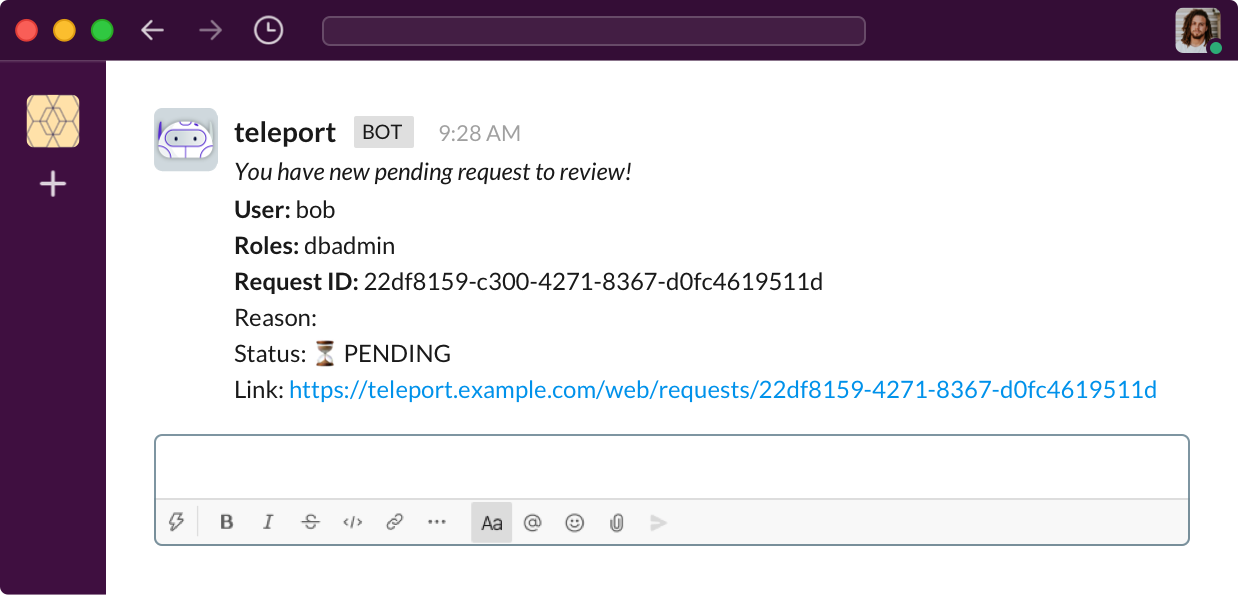 teleport BOT 9:28 AM
You have new pending request to review!
User: bob
Roles: dbadmin
Request ID: 22df8159-c300-4271-8367-d0fc4619511d
Reason:
Status: ⏳ PENDING
Link: https://teleport.example.com/web/requests/22df8159-4271-8367-d0fc4619511d
B I S </> ··· Aa @